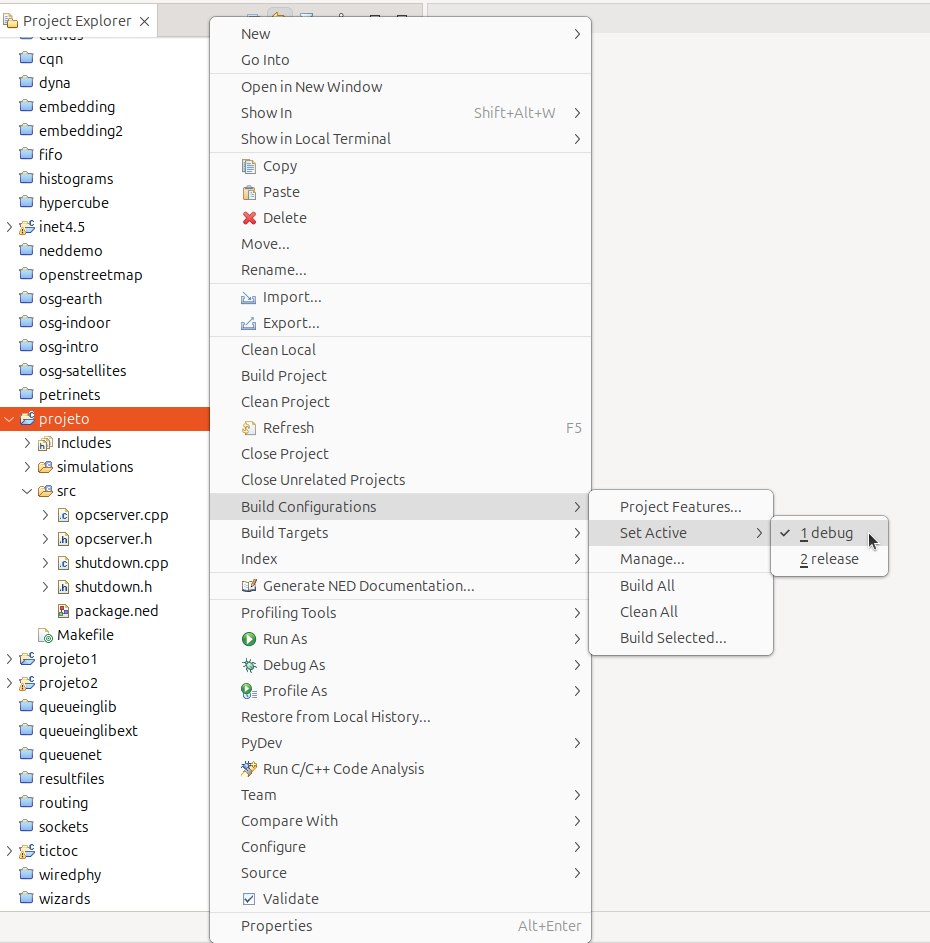 Project Explorer
canvas
cqn
dyna
embedding
embedding2
fifo
histograms
hypercube
inet4.5
neddemo
openstreetmap
osg-earth
osg-indoor
osg-intro
osg-satellites
petrinets
projeto
Includes
simulations
src
opcserver.cpp
opcserver.h
shutdown.cpp
shutdown.h
package.ned
Makefile
projeto1
projeto2
queueinglib
queueinglibext
queuenet
resultfiles
routing
sockets
tictoc
wiredphy
wizards
New
Go Into
Open in New Window
Show In Shift+Alt+W
Show in Local Terminal
Copy
Paste
Delete
Move...
Rename...
Import...
Export...
Clean Local
Build Project
Clean Project
Refresh F5
Close Project
Close Unrelated Projects
Build Configurations
Build Targets
Index
Generate NED Documentation...
Profiling Tools
Run As
Debug As
Profile As
Restore from Local History...
PyDev
Run C/C++ Code Analysis
Team
Compare With
Configure
Source
Validate
Properties Alt+Enter
Project Features...
Set Active
Manage...
Build All
Clean All
Build Selected...
1 debug
2 release